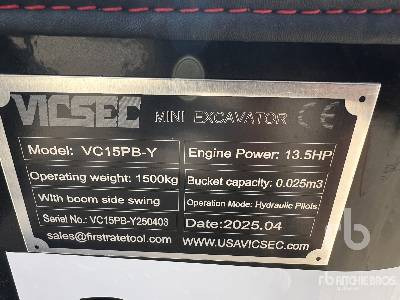 VICSEC MINI EXCAVATOR CE
Model: VC15PB-Y Engine Power: 13.5HP
Operating weight: 1500kg Bucket capacity: 0.025m3
With boom side swing Operation Mode: Hydraulic Pilots
Serial No.: VC15PB-Y250403 Date:2025.04
sales@firstratetool.com www.USAVICSEC.com
rb RITCHIE BROS